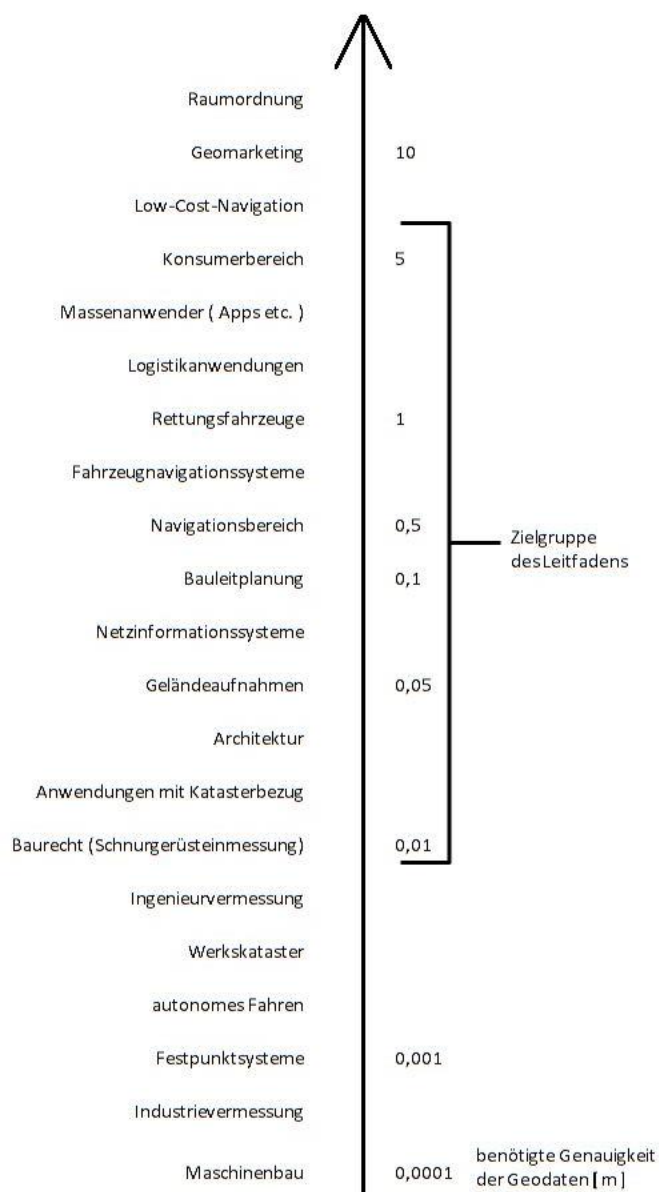 Raumordnung
Geomarketing 10
Low-Cost-Navigation
Konsumerbereich 5
Massenanwender ( Apps etc. )
Logistikanwendungen
Rettungsfahrzeuge 1
Fahrzeugnavigationssysteme
Navigationsbereich 0,5
Zielgruppe
des Leitfadens
Bauleitplanung 0,1
Netzinformationssysteme
Geländeaufnahmen 0,05
Architektur
Anwendungen mit Katasterbezug
Baurecht (Schnurgerüsteinmessung) 0,01
Ingenieurvermessung
Werkskataster
autonomes Fahren
Festpunktsysteme 0,001
Industrievermessung
Maschinenbau 0,0001
benötigte Genauigkeit
der Geodaten [ m ]